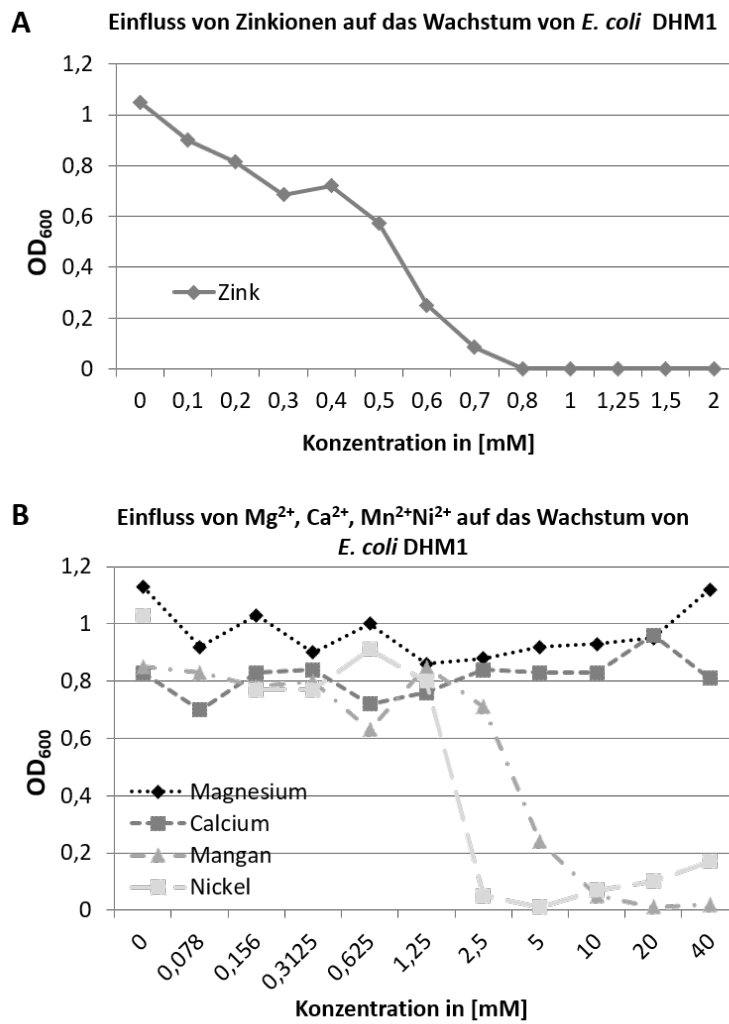 A
Einfluss von Zinkionen auf das Wachstum von E. coli DHM1
1,2
1
0,8
0,6
0,4
0,2
0
OD600
Zink
0 0,1 0,2 0,3 0,4 0,5 0,6 0,7 0,8 1 1,25 1,5 2
Konzentration in [mM]
B
Einfluss von Mg²⁺, Ca²⁺, Mn²⁺Ni²⁺ auf das Wachstum von
E. coli DHM1
1,2
1
0,8
0,6
0,4
0,2
0
OD600
Magnesium
Calcium
Mangan
Nickel
0 0,078 0,156 0,3125 0,625 1,25 2,5 5 10 20 40
Konzentration in [mM]